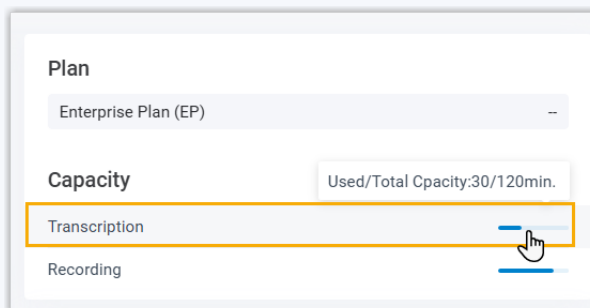 Plan
Enterprise Plan (EP) --
Capacity
Used/Total Cpacity:30/120min.
Transcription
Recording